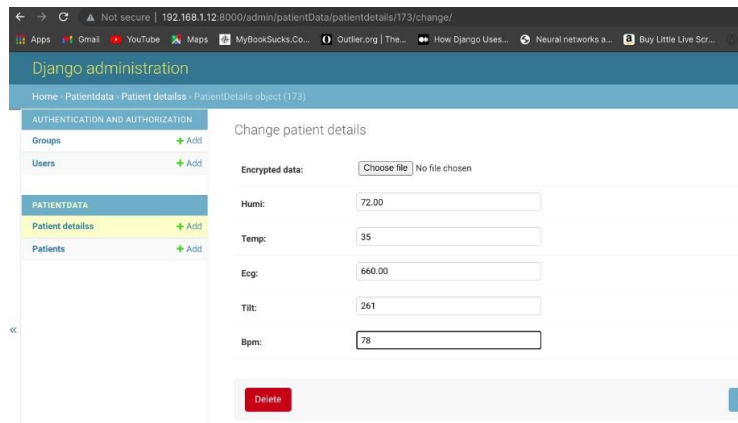 Not secure | 192.168.1.12:8000/admin/patientData/patientdetails/173/change/
Apps Gmail YouTube Maps MyBookSucks.Co... Outlier.org | The... How Django Uses... Neural networks a... Buy Little Live Scr...
Django administration
Home › Patientdata › Patient detailss › PatientDetails object (173)
AUTHENTICATION AND AUTHORIZATION
Groups + Add
Users + Add
PATIENTDATA
Patient detailss + Add
Patients + Add
«
Change patient details
Encrypted data: Choose file No file chosen
Humi: 72.00
Temp: 35
Ecg: 660.00
Tilt: 261
Bpm: 78
Delete